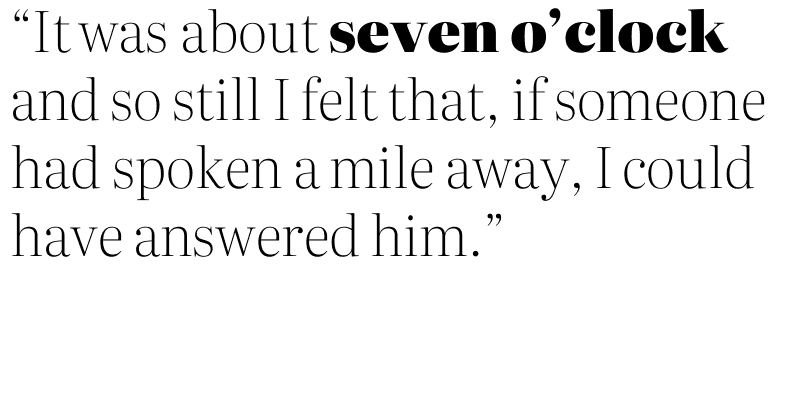 “It was about seven o’clock
and so still I felt that, if someone
had spoken a mile away, I could
have answered him.”